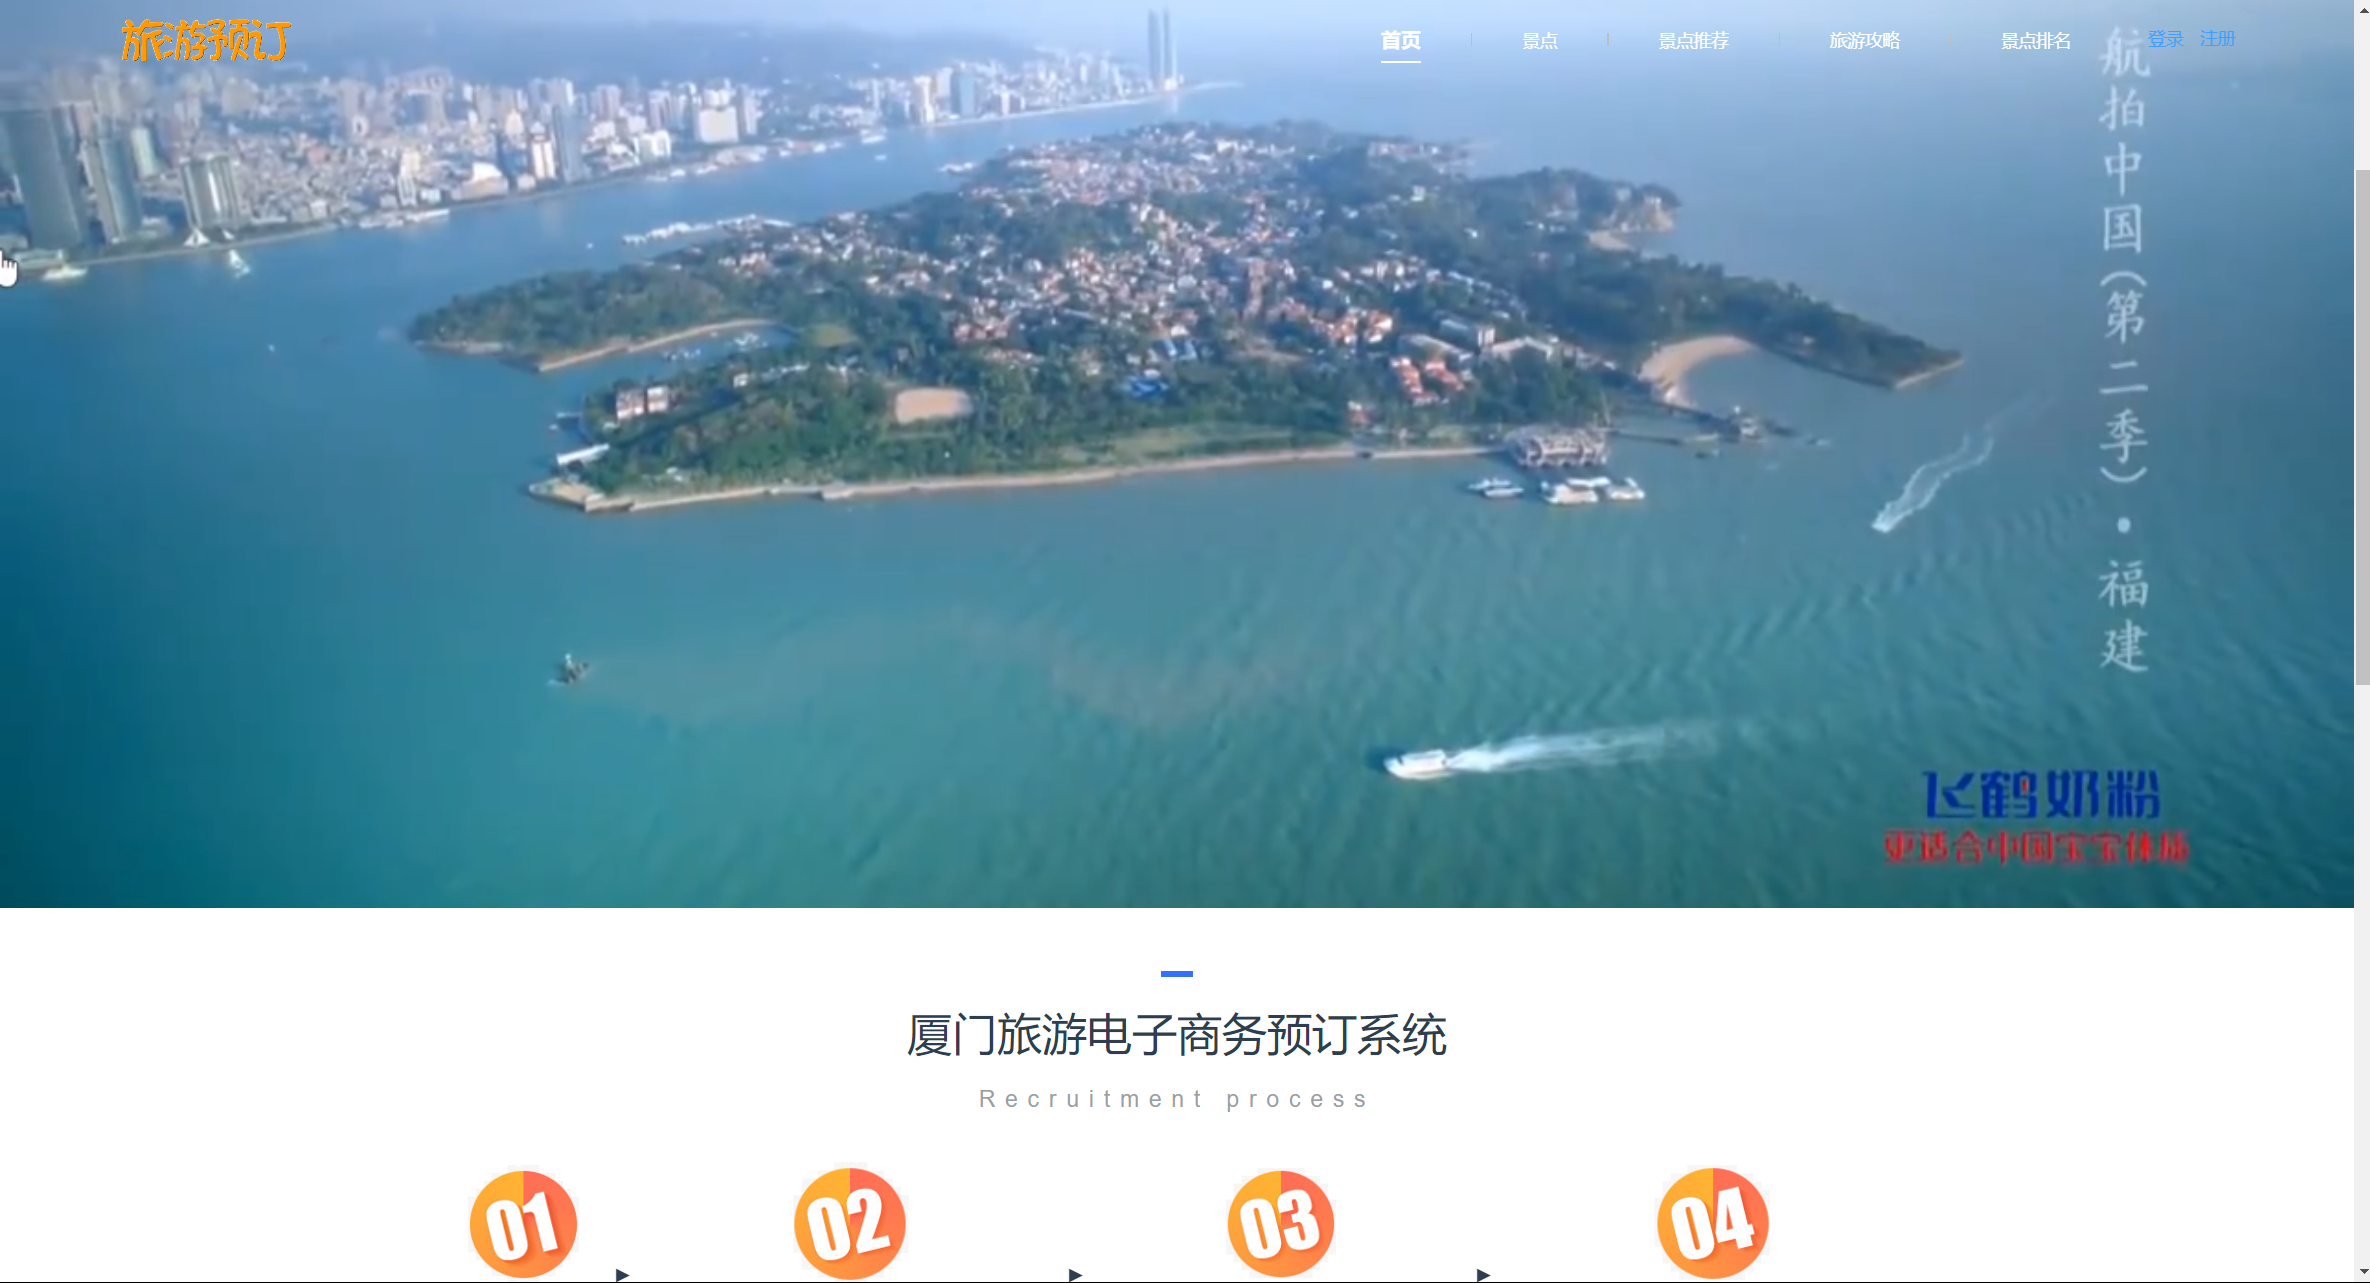 旅游预订
首页
景点
景点推荐
旅游攻略
景点排名
登录 注册
航拍中国（第二季）·福建
飞鹤奶粉
更适合中国宝宝体质
厦门旅游电子商务预订系统
Recruitment process
01
02
03
04